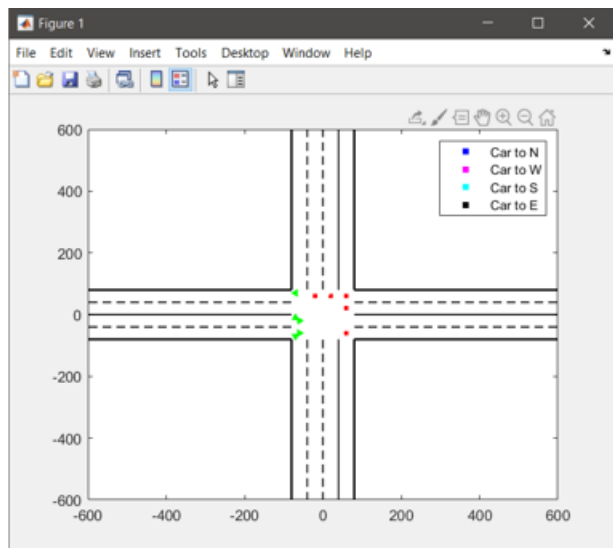 Figure 1
File Edit View Insert Tools Desktop Window Help
600
400
200
0
-200
-400
-600
-600 -400 -200 0 200 400 600
Car to N
Car to W
Car to S
Car to E